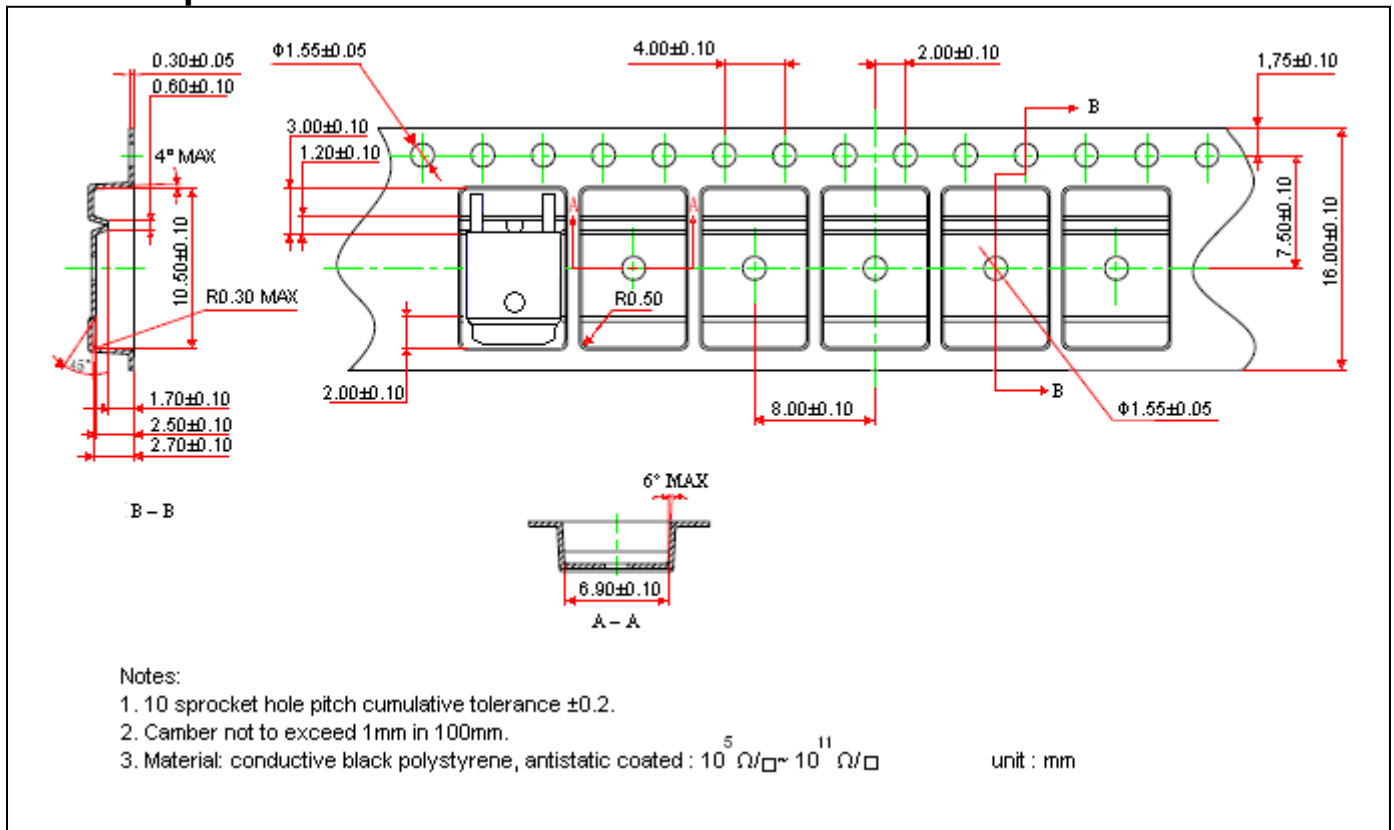 0.30±0.05
0.60±0.10
Φ1.55±0.05
4.00±0.10
2.00±0.10
1,75±0.10
B
3.00±0.10
1.20±0.10
4° MAX
A
A
10.50±0.10
7.50±0.10
16.00±0.10
R0.30 MAX
R0.50
45°
2.00±0.10
1.70±0.10
2.50±0.10
2.70±0.10
8.00±0.10
B
Φ1.55±0.05
B – B
6° MAX
6.90±0.10
A – A
Notes:
1. 10 sprocket hole pitch cumulative tolerance ±0.2.
2. Camber not to exceed 1mm in 100mm.
3. Material: conductive black polystyrene, antistatic coated : 10⁵ Ω/□~ 10¹¹ Ω/□ unit : mm